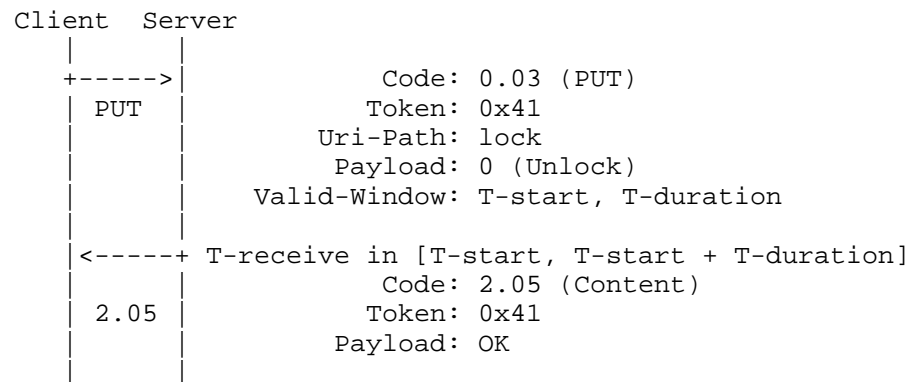 Client  Server
   |      |
   +----->|            Code: 0.03 (PUT)
   | PUT  |           Token: 0x41
   |      |        Uri-Path: lock
   |      |         Payload: 0 (Unlock)
   |      |    Valid-Window: T-start, T-duration
   |      |
   |<-----+ T-receive in [T-start, T-start + T-duration]
   |      |            Code: 2.05 (Content)
   | 2.05 |           Token: 0x41
   |      |         Payload: OK
   |      |